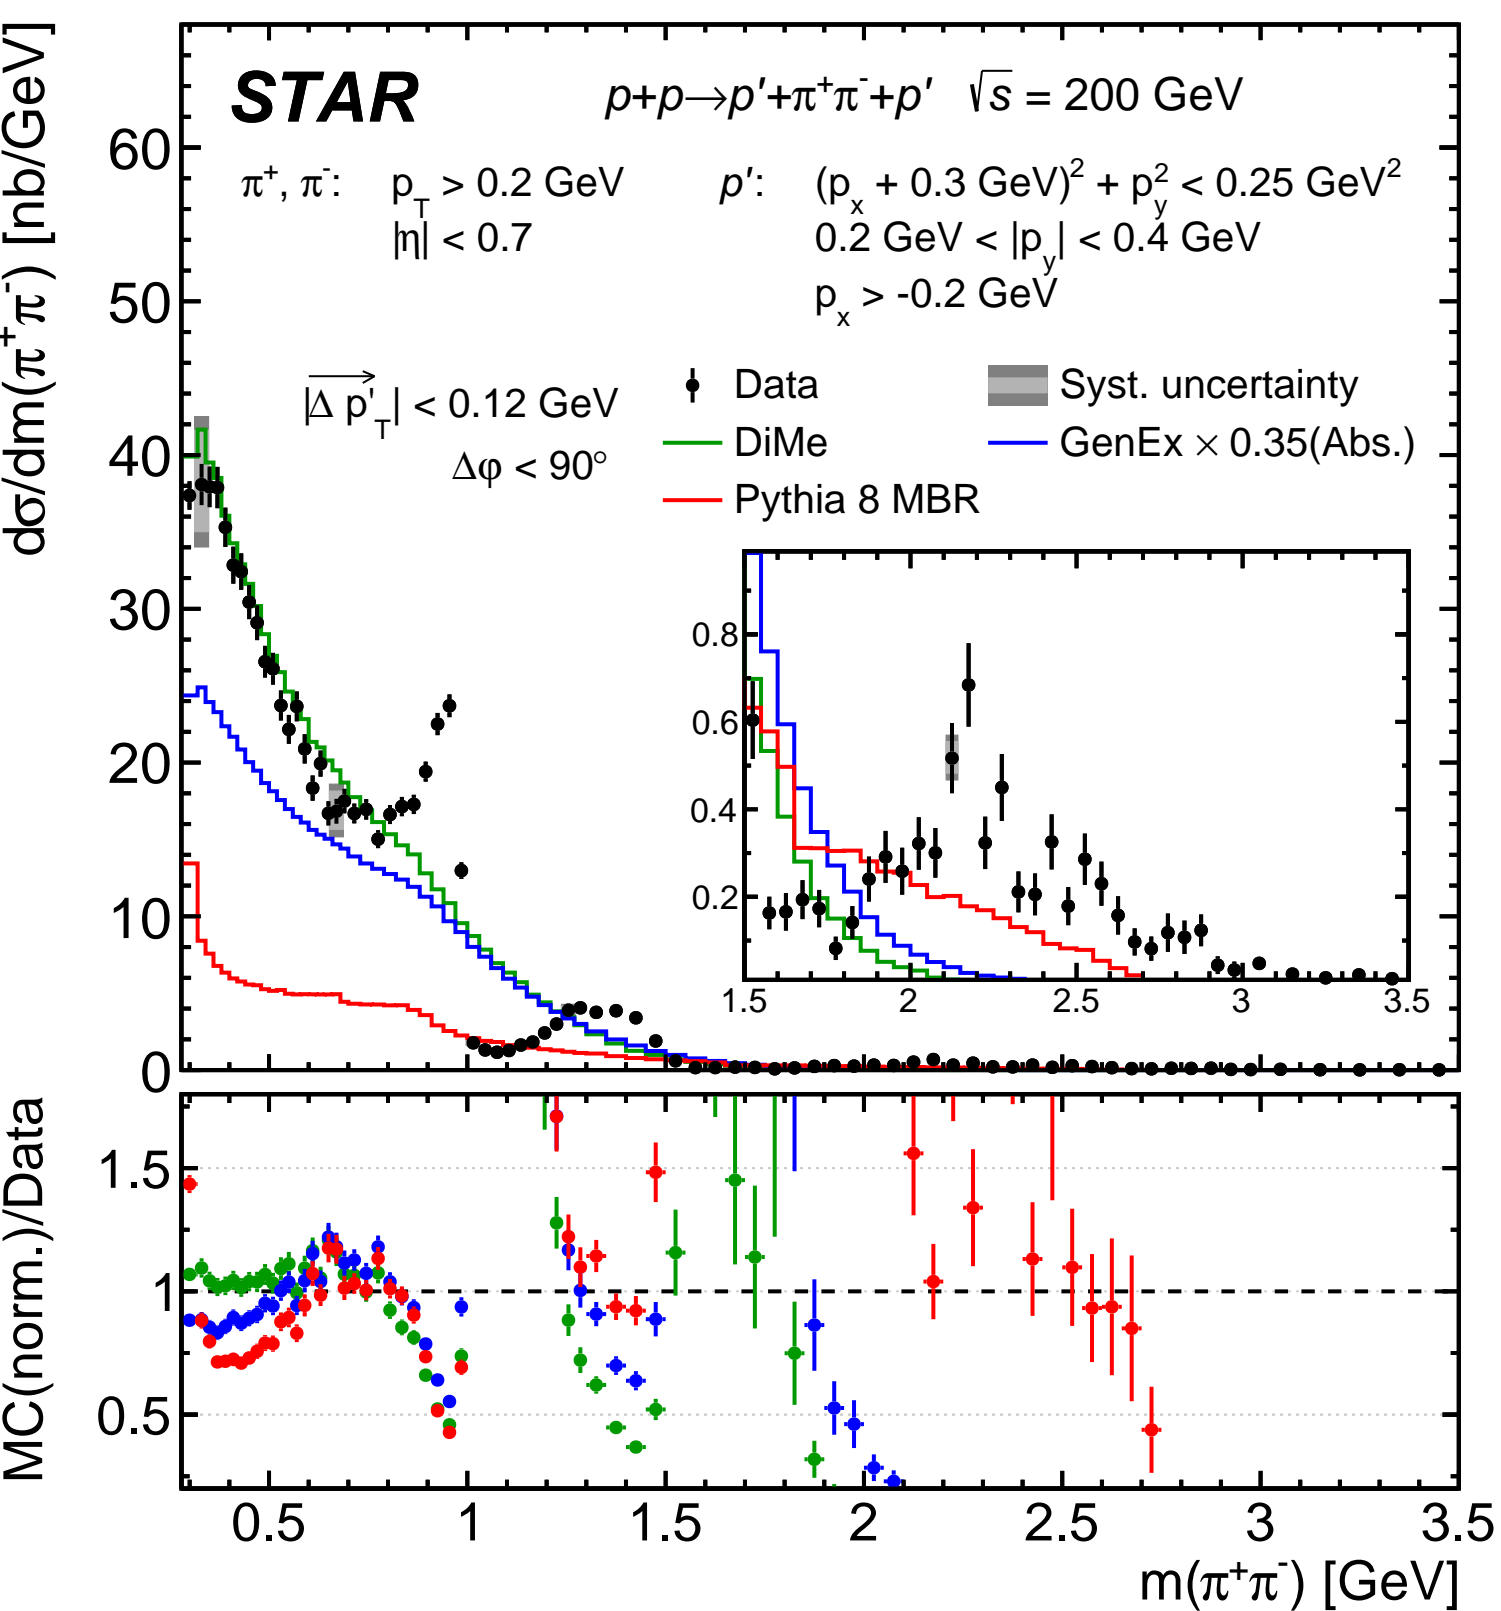 dσ/dm(π⁺π⁻) [nb/GeV]
STAR
p+p→p′+π⁺π⁻+p′ √s = 200 GeV
π⁺, π⁻: p_T > 0.2 GeV p′: (p_x + 0.3 GeV)² + p_y² < 0.25 GeV²
|η| < 0.7 0.2 GeV < |p_y| < 0.4 GeV
p_x > -0.2 GeV
|Δ p'_T| < 0.12 GeV
Δφ < 90°
Data Syst. uncertainty
DiMe GenEx × 0.35(Abs.)
Pythia 8 MBR
60
50
40
30
20
10
0
0.8
0.6
0.4
0.2
1.5 2 2.5 3 3.5
MC(norm.)/Data
1.5
1
0.5
0.5 1 1.5 2 2.5 3 3.5
m(π⁺π⁻) [GeV]